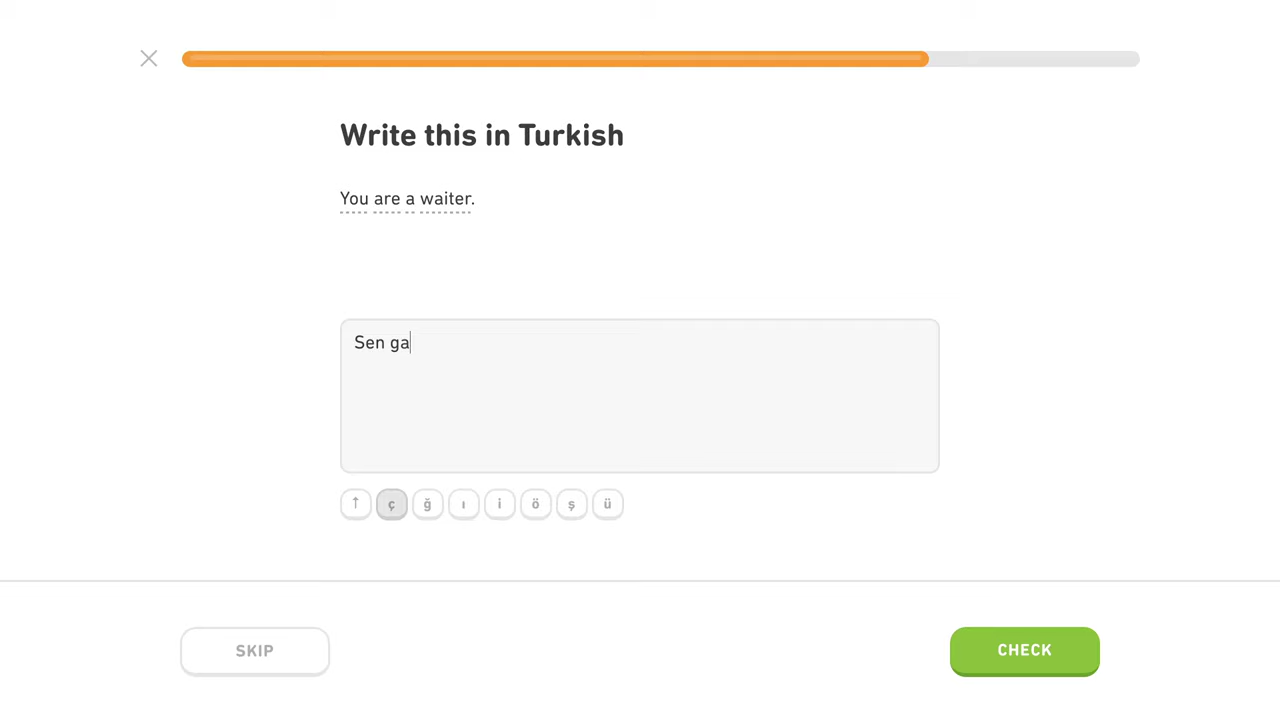 Write this in Turkish
You are a waiter.
Sen ga
↑ ç ğ ı i ö ş ü
SKIP
CHECK